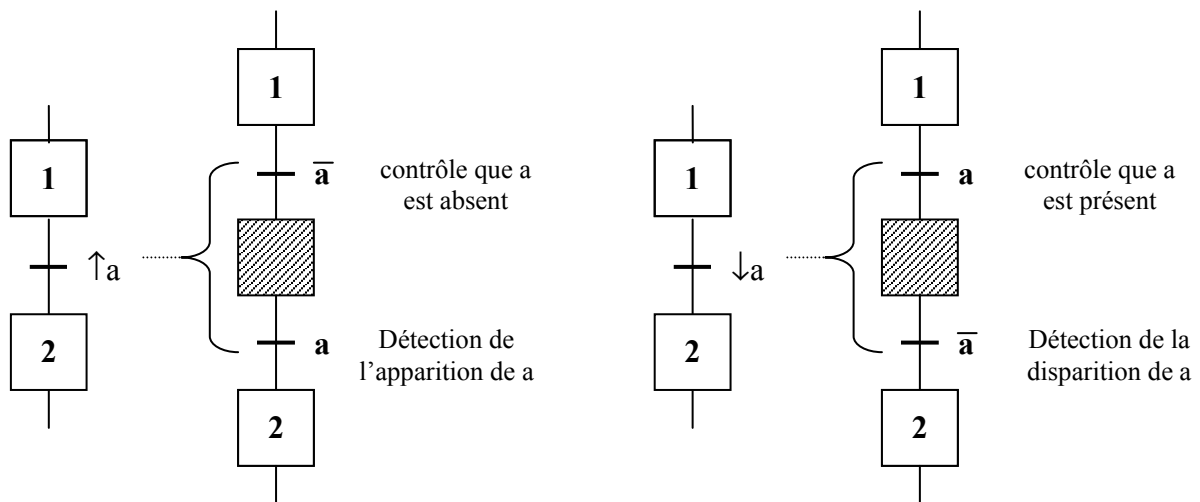 1
1
a̅
contrôle que a
est absent
1
↑a
2
a
Détection de
l’apparition de a
2
1
a
contrôle que a
est présent
1
↓a
2
a̅
Détection de la
disparition de a
2